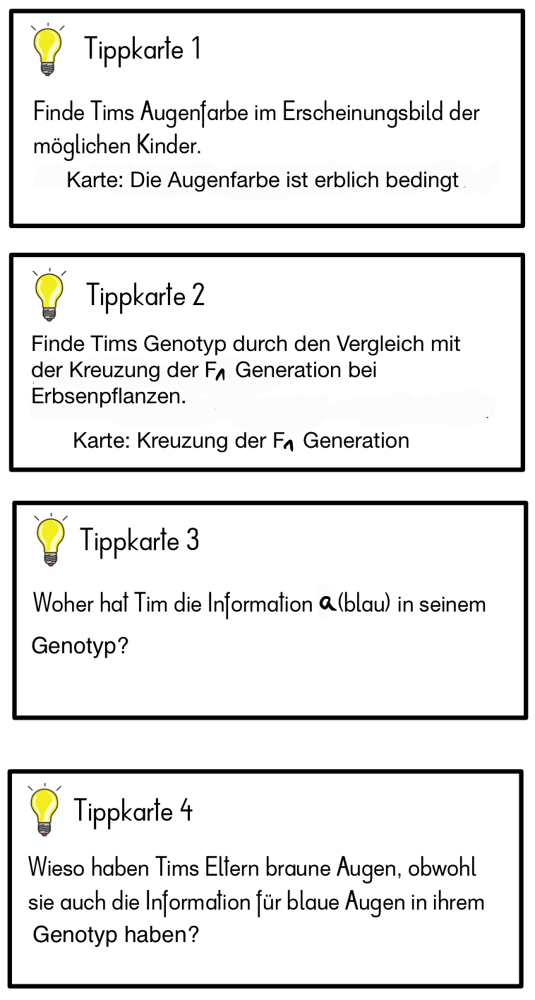 Tippkarte 1
Finde Tims Augenfarbe im Erscheinungsbild der
möglichen Kinder.
Karte: Die Augenfarbe ist erblich bedingt
Tippkarte 2
Finde Tims Genotyp durch den Vergleich mit
der Kreuzung der F1 Generation bei
Erbsenpflanzen.
Karte: Kreuzung der F1 Generation
Tippkarte 3
Woher hat Tim die Information a (blau) in seinem
Genotyp?
Tippkarte 4
Wieso haben Tims Eltern braune Augen, obwohl
sie auch die Information für blaue Augen in ihrem
Genotyp haben?